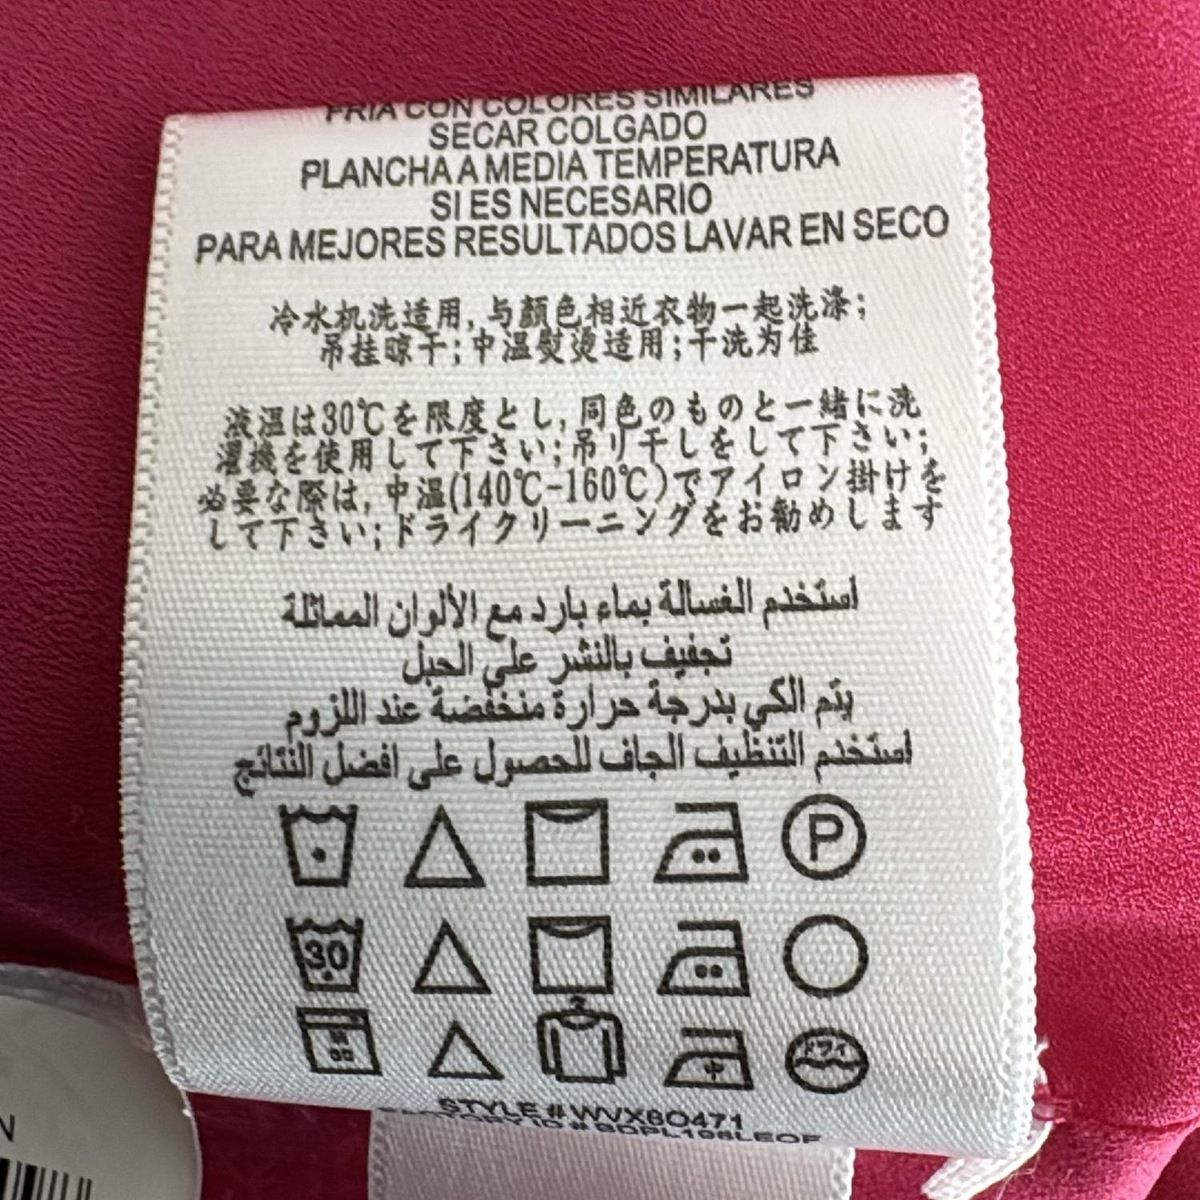 FRIA CON COLORES SIMILARES
SECAR COLGADO
PLANCHA A MEDIA TEMPERATURA
SI ES NECESARIO
PARA MEJORES RESULTADOS LAVAR EN SECO
冷水机洗适用, 与顏色相近衣物一起洗涤;
吊挂晾干; 中温熨烫适用; 干洗为佳
液温は30℃を限度とし, 同色のものと一緒に洗
濯機を使用して下さい; 吊り干しをして下さい;
必要な際は, 中温(140℃-160℃)でアイロン掛けを
して下さい; ドライクリーニングをお勧めします
استخدم الغسالة بماء بارد مع الألوان المماثلة
تجفيف بالنشر على الحبل
يتم الكي بدرجة حرارة منخفضة عند اللزوم
استخدم التنظيف الجاف للحصول على افضل النتائج
P
30
ドライ
STYLE # WVX6O471
N